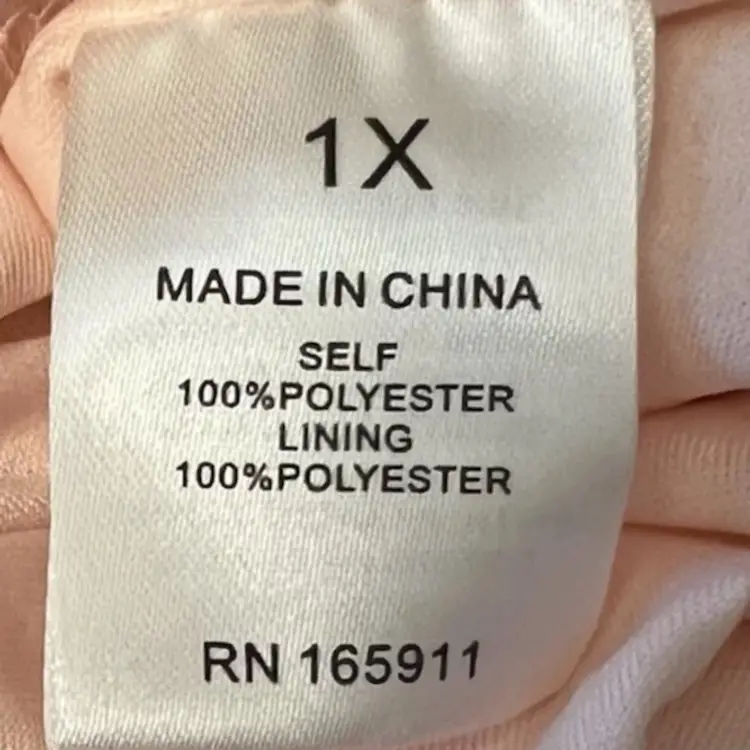 1X
MADE IN CHINA
SELF
100%POLYESTER
LINING
100%POLYESTER
RN 165911